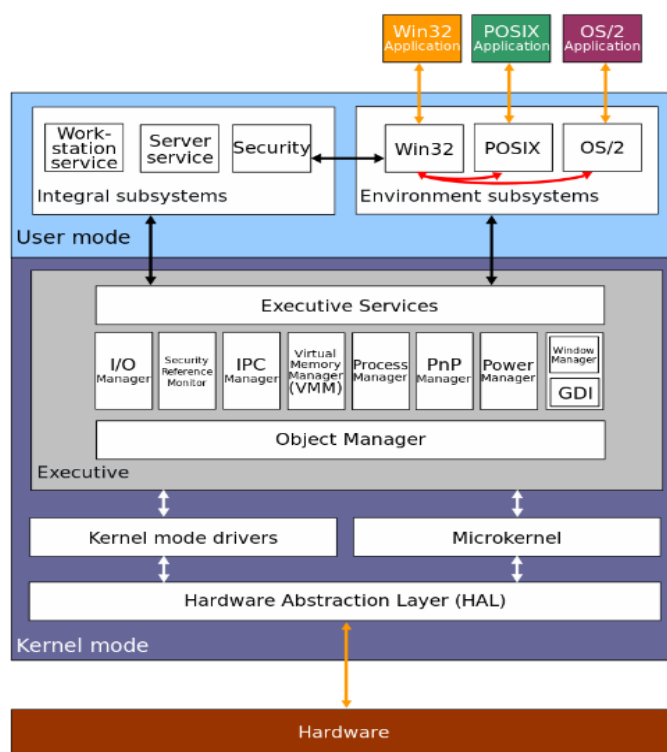 Win32
Application
POSIX
Application
OS/2
Application
Work-
station
service
Server
service
Security
Integral subsystems
Win32
POSIX
OS/2
Environment subsystems
User mode
Executive Services
I/O
Manager
Security
Reference
Monitor
IPC
Manager
Virtual
Memory
Manager
(VMM)
Process
Manager
PnP
Manager
Power
Manager
Window
Manager
GDI
Object Manager
Executive
Kernel mode drivers
Microkernel
Hardware Abstraction Layer (HAL)
Kernel mode
Hardware